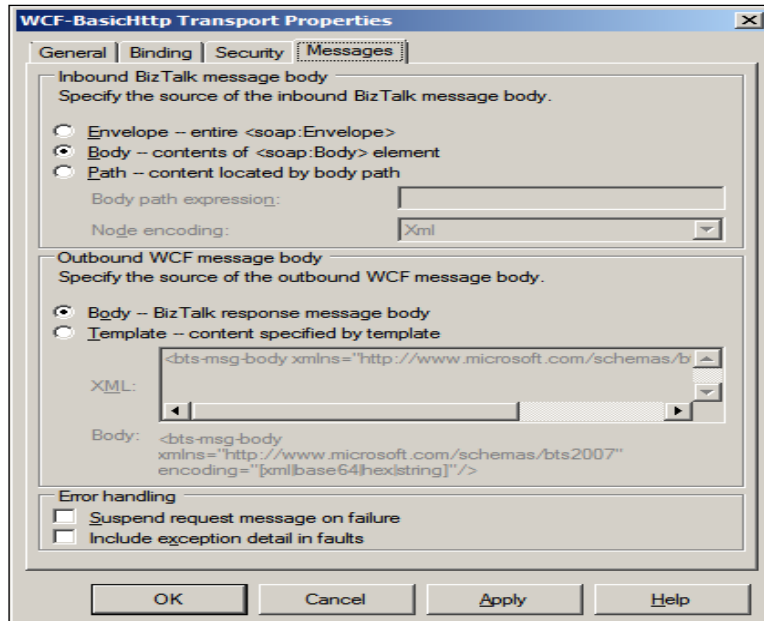 WCF-BasicHttp Transport Properties
General Binding Security Messages
Inbound BizTalk message body
Specify the source of the inbound BizTalk message body.
Envelope -- entire <soap:Envelope>
Body -- contents of <soap:Body> element
Path -- content located by body path
Body path expression:
Node encoding: Xml
Outbound WCF message body
Specify the source of the outbound WCF message body.
Body -- BizTalk response message body
Template -- content specified by template
<bts-msg-body xmlns="http://www.microsoft.com/schemas/b
XML:
Body: <bts-msg-body
xmlns="http://www.microsoft.com/schemas/bts2007"
encoding="[xml|base64|hex|string]"/>
Error handling
Suspend request message on failure
Include exception detail in faults
OK Cancel Apply Help